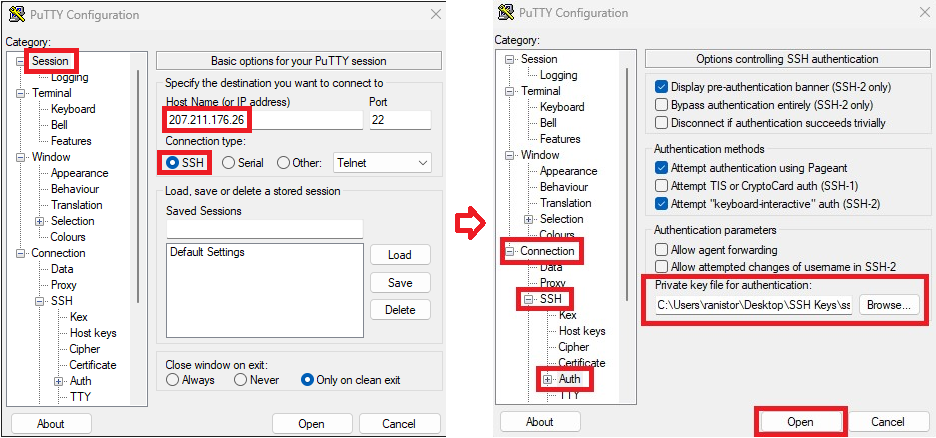 PuTTY Configuration
Category:
Session
Logging
Terminal
Keyboard
Bell
Features
Window
Appearance
Behaviour
Translation
Selection
Colours
Connection
Data
Proxy
SSH
Kex
Host keys
Cipher
Certificate
Auth
TTY
Basic options for your PuTTY session
Specify the destination you want to connect to
Host Name (or IP address) Port
207.211.176.26 22
Connection type:
SSH Serial Other: Telnet
Load, save or delete a stored session
Saved Sessions
Default Settings
Load
Save
Delete
Close window on exit:
Always Never Only on clean exit
About Open Cancel
PuTTY Configuration
Category:
Session
Logging
Terminal
Keyboard
Bell
Features
Window
Appearance
Behaviour
Translation
Selection
Colours
Connection
Data
Proxy
SSH
Kex
Host keys
Cipher
Certificate
Auth
TTY
Options controlling SSH authentication
Display pre-authentication banner (SSH-2 only)
Bypass authentication entirely (SSH-2 only)
Disconnect if authentication succeeds trivially
Authentication methods
Attempt authentication using Pageant
Attempt TIS or CryptoCard auth (SSH-1)
Attempt "keyboard-interactive" auth (SSH-2)
Authentication parameters
Allow agent forwarding
Allow attempted changes of username in SSH-2
Private key file for authentication:
C:\Users\ranistor\Desktop\SSH Keys\ss Browse...
About Open Cancel